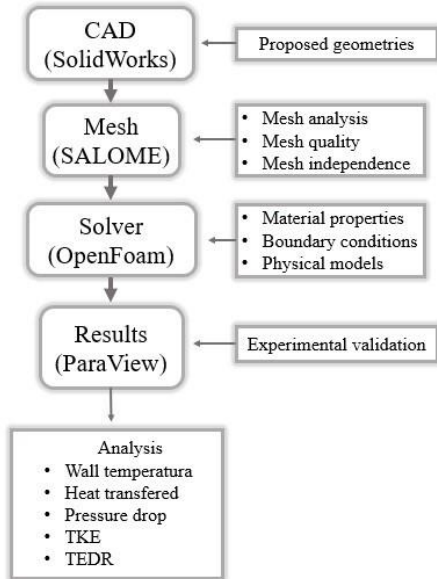 CAD
(SolidWorks)
Proposed geometries
Mesh
(SALOME)
• Mesh analysis
• Mesh quality
• Mesh independence
Solver
(OpenFoam)
• Material properties
• Boundary conditions
• Physical models
Results
(ParaView)
Experimental validation
Analysis
• Wall temperatura
• Heat transfered
• Pressure drop
• TKE
• TEDR